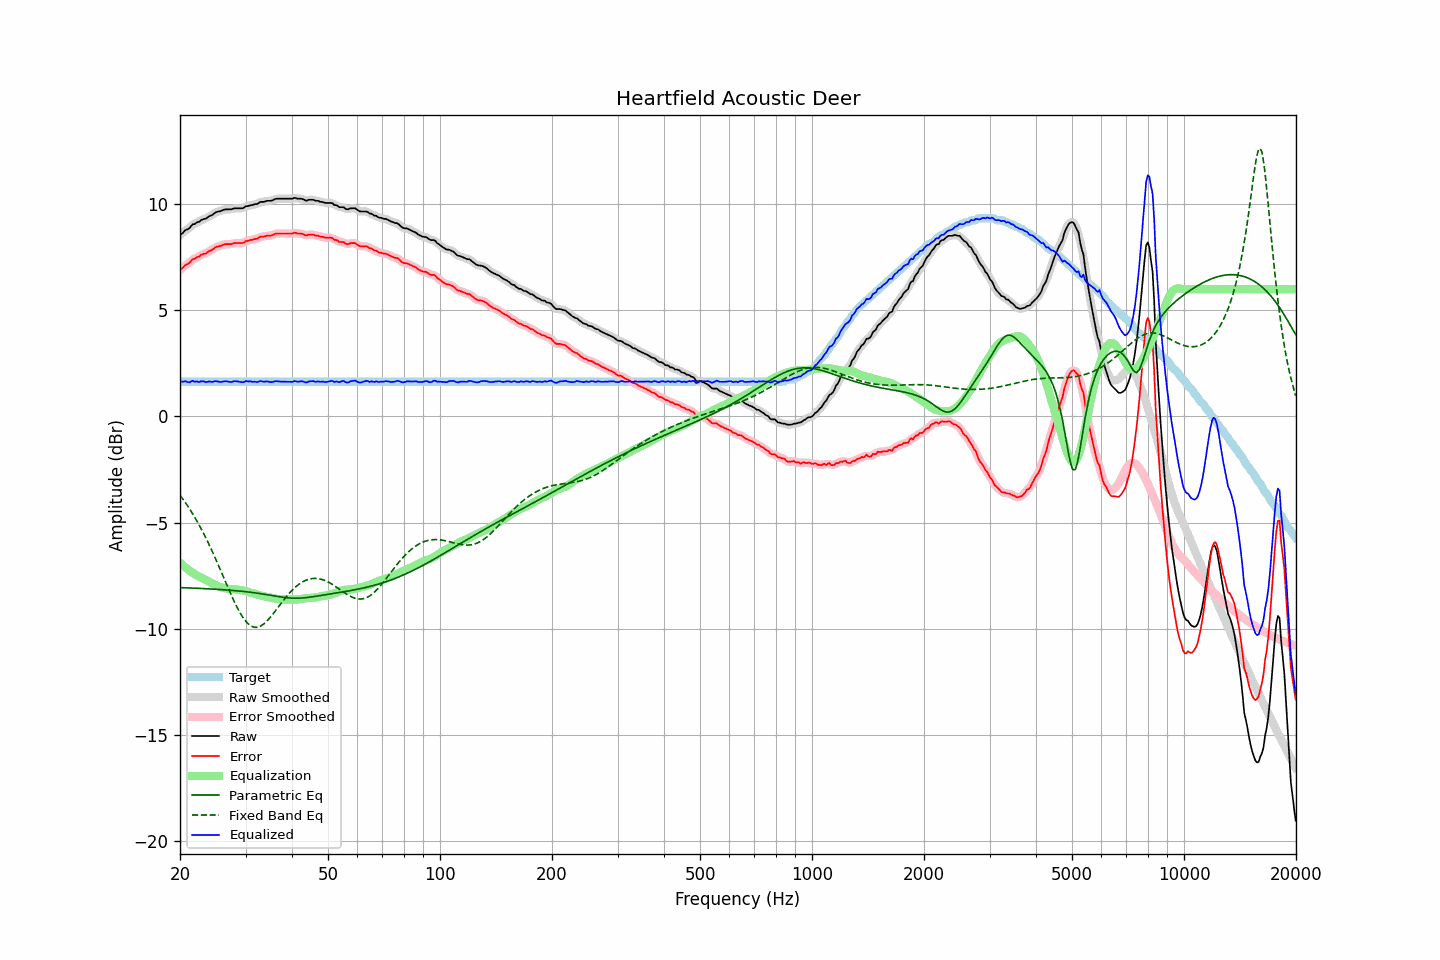 Heartfield Acoustic Deer
Amplitude (dBr)
10
5
0
−5
−10
−15
−20
Target
Raw Smoothed
Error Smoothed
Raw
Error
Equalization
Parametric Eq
Fixed Band Eq
Equalized
20 50 100 200 500 1000 2000 5000 10000 20000
Frequency (Hz)